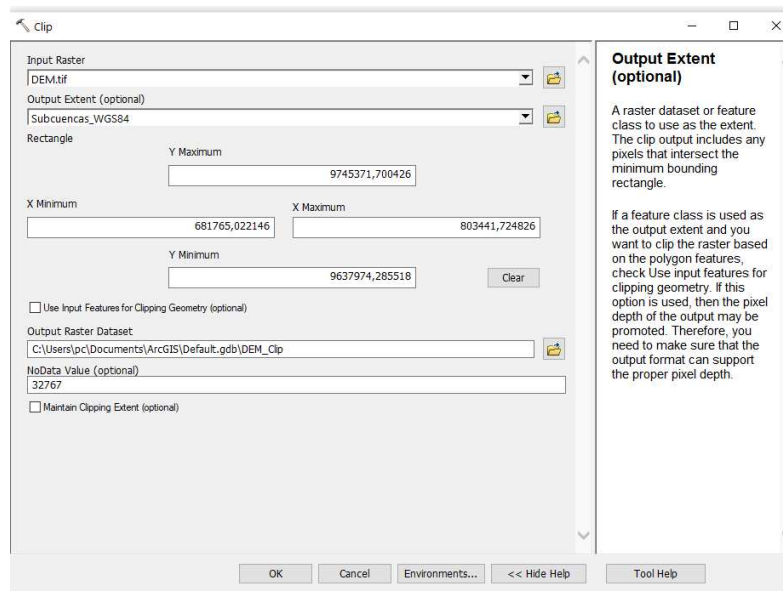 Clip
Input Raster
DEM.tif
Output Extent (optional)
Subcuencas_WGS84
Rectangle
Y Maximum
9745371,700426
X Minimum
X Maximum
681765,022146
803441,724826
Y Minimum
9637974,285518
Clear
Use Input Features for Clipping Geometry (optional)
Output Raster Dataset
C:\Users\pc\Documents\ArcGIS\Default.gdb\DEM_Clip
NoData Value (optional)
32767
Maintain Clipping Extent (optional)
OK
Cancel
Environments...
<< Hide Help
Tool Help
Output Extent
(optional)
A raster dataset or feature
class to use as the extent.
The clip output includes any
pixels that intersect the
minimum bounding
rectangle.
If a feature class is used as
the output extent and you
want to clip the raster based
on the polygon features,
check Use input features for
clipping geometry. If this
option is used, then the pixel
depth of the output may be
promoted. Therefore, you
need to make sure that the
output format can support
the proper pixel depth.